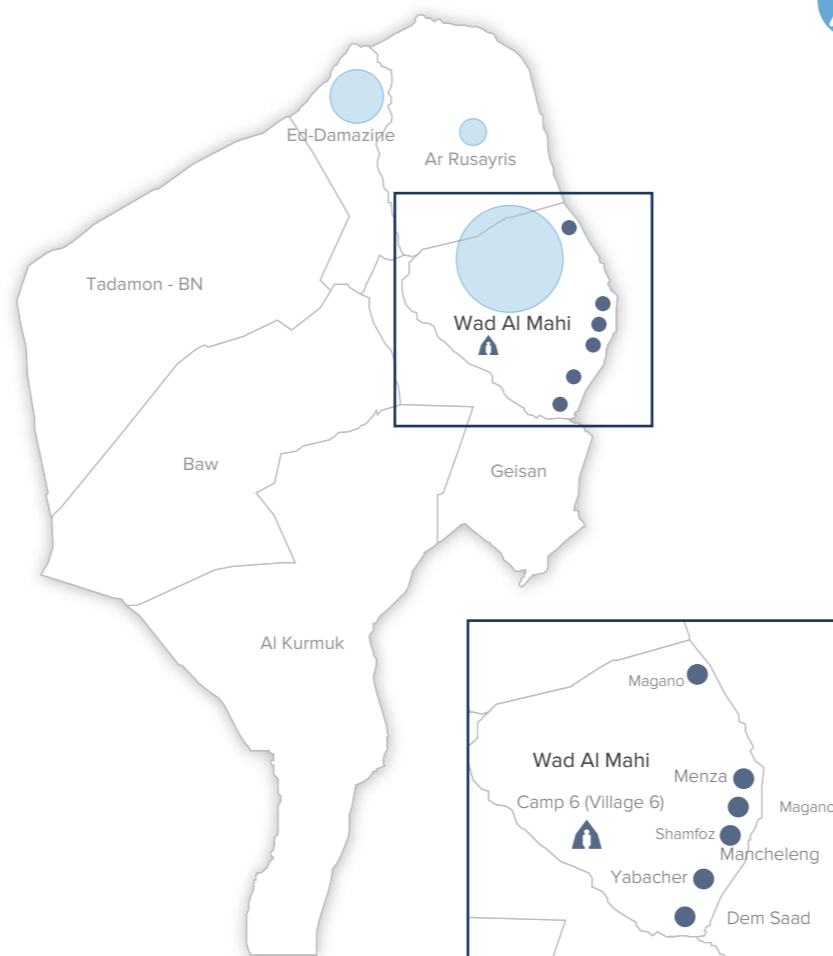 Ed-Damazine
Ar Rusayris
Tadamon - BN
Wad Al Mahi
Baw
Geisan
Al Kurmuk
Magano
Wad Al Mahi
Menza
Camp 6 (Village 6)
Magano
Shamfoz
Mancheleng
Yabacher
Dem Saad